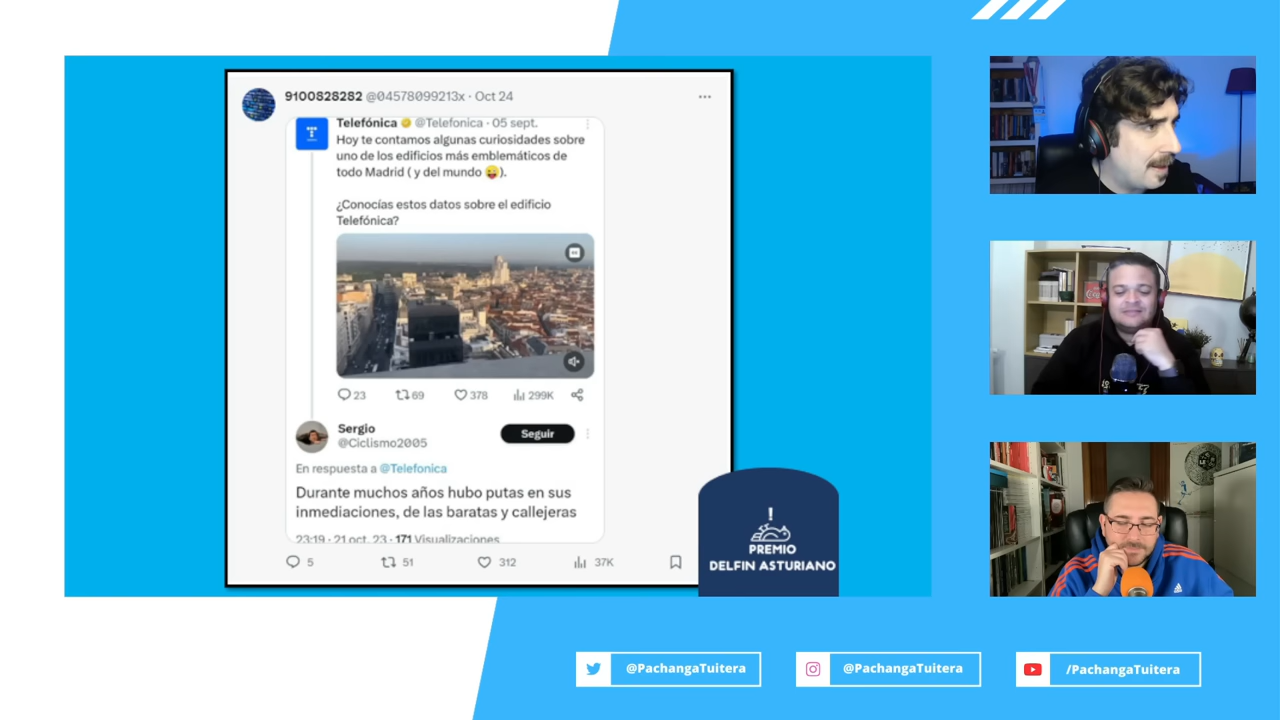 9100828282 @04578099213x · Oct 24
Telefónica @Telefonica · 05 sept.
Hoy te contamos algunas curiosidades sobre
uno de los edificios más emblemáticos de
todo Madrid ( y del mundo 😜).
¿Conocías estos datos sobre el edificio
Telefónica?
23 69 378 299K
Sergio
@Ciclismo2005
Seguir
En respuesta a @Telefonica
Durante muchos años hubo putas en sus
inmediaciones, de las baratas y callejeras
23:19 · 21 oct. 23 · 171 Visualizaciones
5 51 312 37K
PREMIO
DELFIN ASTURIANO
@PachangaTuitera
@PachangaTuitera
/PachangaTuitera